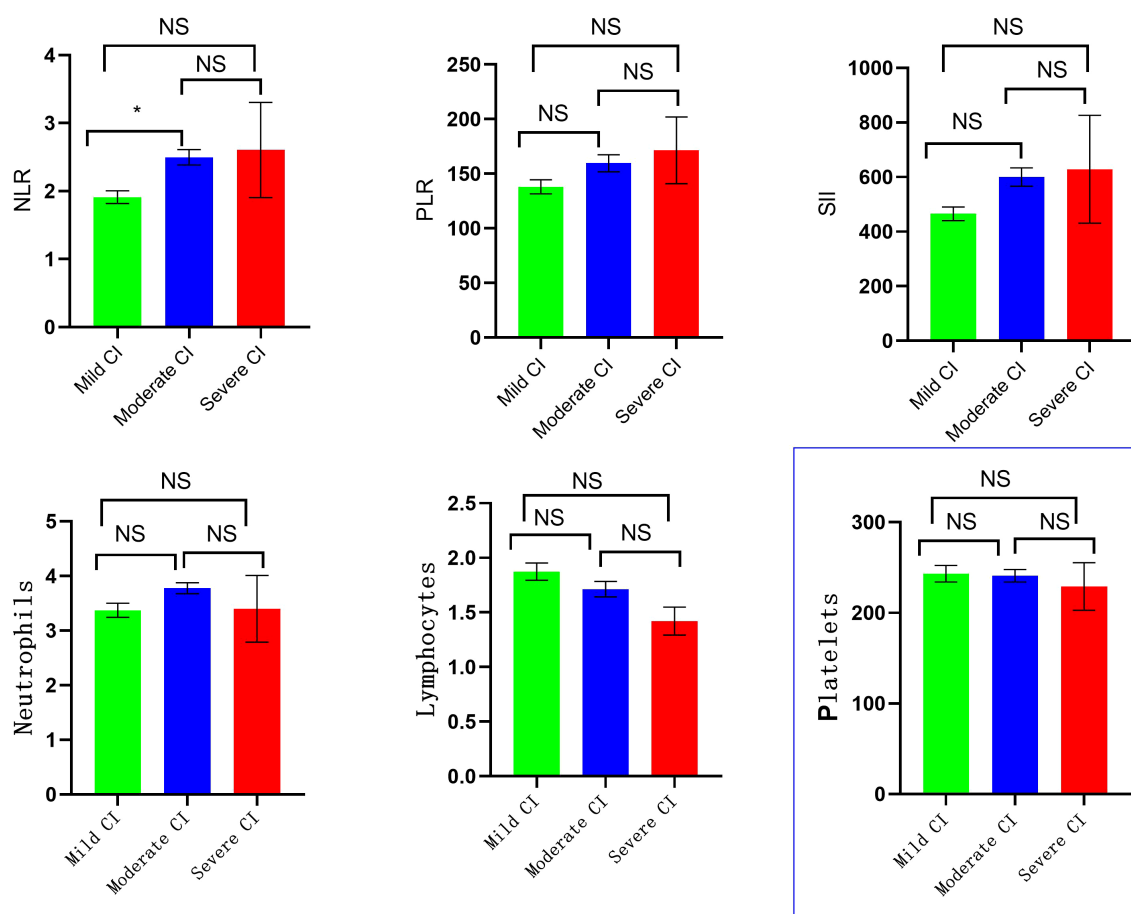 NS
NS
*
4
3
2
1
0
NLR
Mild CI
Moderate CI
Severe CI
NS
NS
NS
250
200
150
100
50
0
PLR
Mild CI
Moderate CI
Severe CI
NS
NS
NS
1000
800
600
400
200
0
SII
Mild CI
Moderate CI
Severe CI
NS
NS
NS
5
4
3
2
1
0
Neutrophils
Mild CI
Moderate CI
Severe CI
NS
NS
NS
2.5
2.0
1.5
1.0
0.5
0.0
Lymphocytes
Mild CI
Moderate CI
Severe CI
NS
NS
NS
300
200
100
0
Platelets
Mild CI
Moderate CI
Severe CI